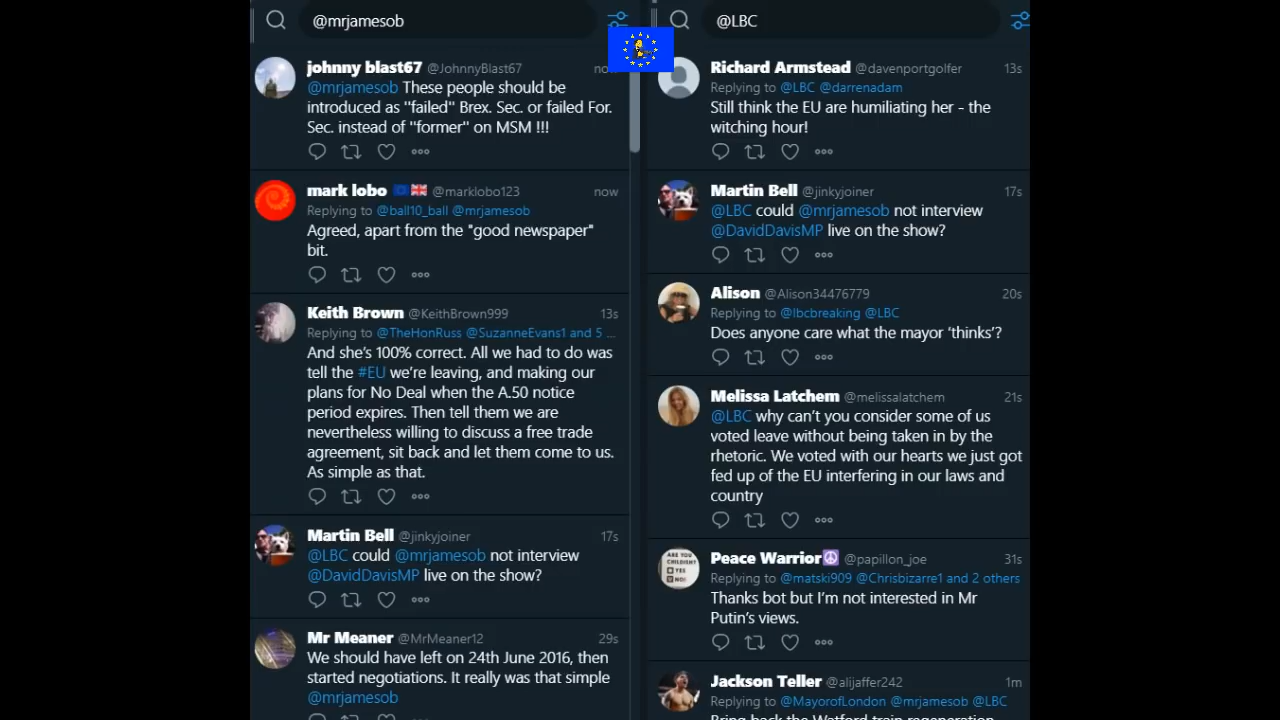 @mrjamesob
johnny blast67 @JohnnyBlast67 now
@mrjamesob These people should be
introduced as "failed" Brex. Sec. or failed For.
Sec. instead of "former" on MSM !!!
mark lobo 🇪🇺🇬🇧 @marklobo123 now
Replying to @ball10_ball @mrjamesob
Agreed, apart from the "good newspaper"
bit.
Keith Brown @KeithBrown999 13s
Replying to @TheHonRuss @SuzanneEvans1 and 5 ...
And she's 100% correct. All we had to do was
tell the #EU we're leaving, and making our
plans for No Deal when the A.50 notice
period expires. Then tell them we are
nevertheless willing to discuss a free trade
agreement, sit back and let them come to us.
As simple as that.
Martin Bell @jinkyjoiner 17s
@LBC could @mrjamesob not interview
@DavidDavisMP live on the show?
Mr Meaner @MrMeaner12 29s
We should have left on 24th June 2016, then
started negotiations. It really was that simple
@mrjamesob
@LBC
Richard Armstead @davenportgolfer 13s
Replying to @LBC @darrenadam
Still think the EU are humiliating her - the
witching hour!
Martin Bell @jinkyjoiner 17s
@LBC could @mrjamesob not interview
@DavidDavisMP live on the show?
Alison @Alison34476779 20s
Replying to @lbcbreaking @LBC
Does anyone care what the mayor 'thinks'?
Melissa Latchem @melissalatchem 21s
@LBC why can't you consider some of us
voted leave without being taken in by the
rhetoric. We voted with our hearts we just got
fed up of the EU interfering in our laws and
country
ARE YOU
CHILDISH?
YES
NO
Peace Warrior☮ @papillon_joe 31s
Replying to @matski909 @Chrisbizarre1 and 2 others
Thanks bot but I'm not interested in Mr
Putin's views.
Jackson Teller @alijaffer242 1m
Replying to @MayorofLondon @mrjamesob @LBC
Bring back the Watford train regeneration